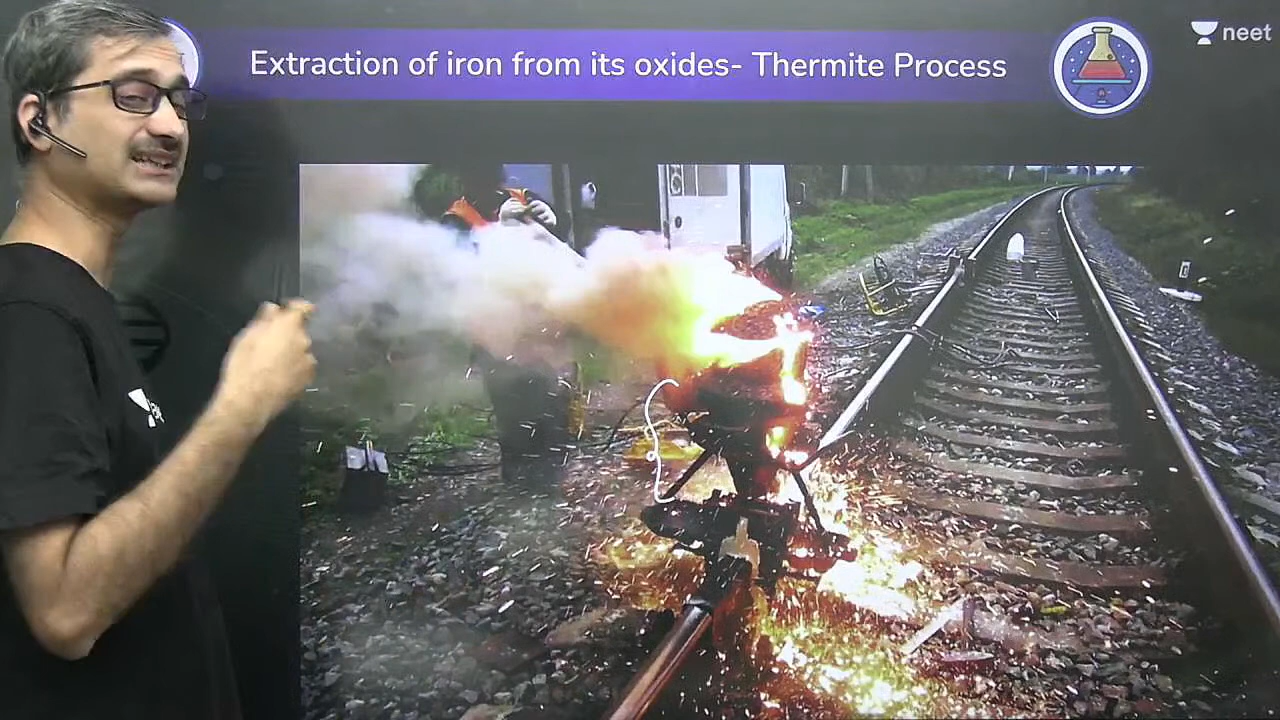 Extraction of iron from its oxides- Thermite Process
neet